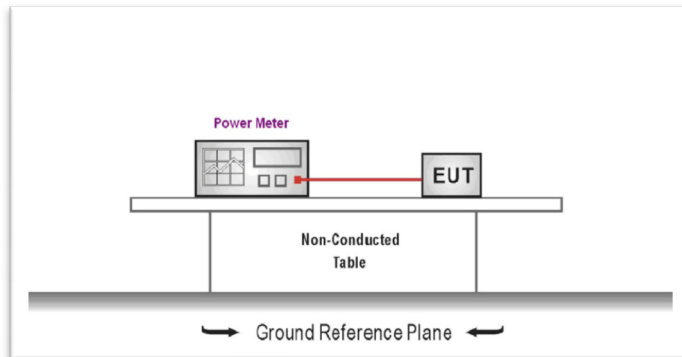 Power Meter
EUT
Non-Conducted
Table
Ground Reference Plane